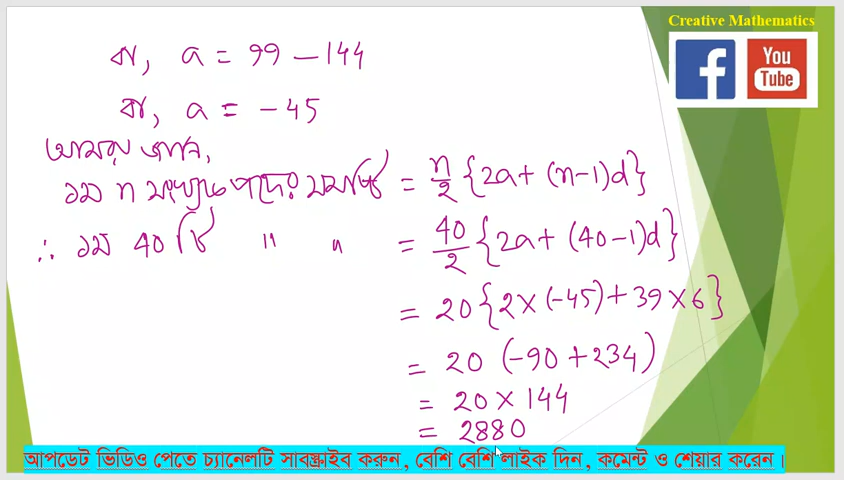 Creative Mathematics
f
You
Tube
বা, a = 99 – 144
বা, a = – 45
আমরা জানি,
১ম n সংখ্যক পদের সমষ্টি = n/2 {2a + (n–1)d}
∴ ১ম 40 টি " " = 40/2 {2a + (40–1)d}
= 20 {2 × (–45) + 39 × 6}
= 20 (–90 + 234)
= 20 × 144
= 2880
আপডেট ভিডিও পেতে চ্যানেলটি সাবস্ক্রাইব করুন, বেশি বেশি লাইক দিন, কমেন্ট ও শেয়ার করেন।